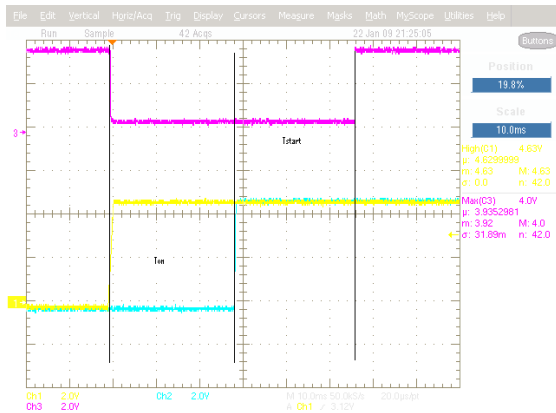 File Edit Vertical Horiz/Acq Trig Display Cursors Measure Masks Math MyScope Utilities Help
Run Sample 42 Acqs 22 Jan 09 21:25:05
Buttons
Position
19.8%
Scale
10.0ms
3
Tstart
High(C1) 4.63V
μ: 4.6299999
m: 4.63 M: 4.63
σ: 0.0 n: 42.0
Max(C3) 4.0V
μ: 3.9352981
m: 3.92 M: 4.0
σ: 31.89m n: 42.0
Ton
Ch1 2.0V Ch2 2.0V M 10.0ms 50.0kS/s 20.0μs/pt
Ch3 2.0V A Ch1 / 3.12V